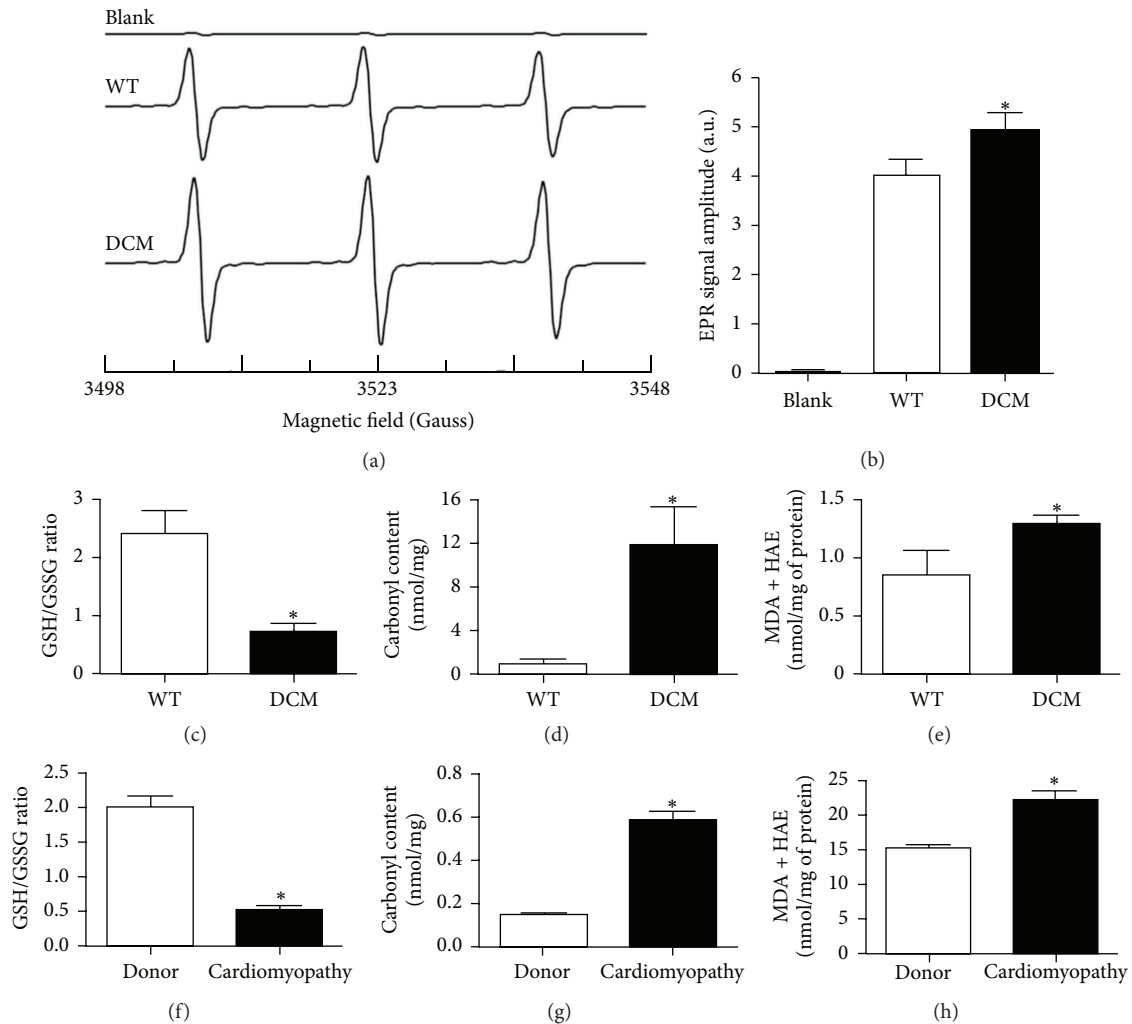 Blank
WT
DCM
3498 3523 3548
Magnetic field (Gauss)
(a)
EPR signal amplitude (a.u.)
6
5
4
3
2
1
0
*
Blank WT DCM
(b)
GSH/GSSG ratio
3
2
1
0
*
WT DCM
(c)
Carbonyl content
(nmol/mg)
16
12
8
4
0
*
WT DCM
(d)
MDA + HAE
(nmol/mg of protein)
1.5
1.0
0.5
0
*
WT DCM
(e)
GSH/GSSG ratio
2.5
2.0
1.5
1.0
0.5
0.0
*
Donor Cardiomyopathy
(f)
Carbonyl content
(nmol/mg)
0.8
0.6
0.4
0.2
0.0
*
Donor Cardiomyopathy
(g)
MDA + HAE
(nmol/mg of protein)
25
20
15
10
5
0
*
Donor Cardiomyopathy
(h)